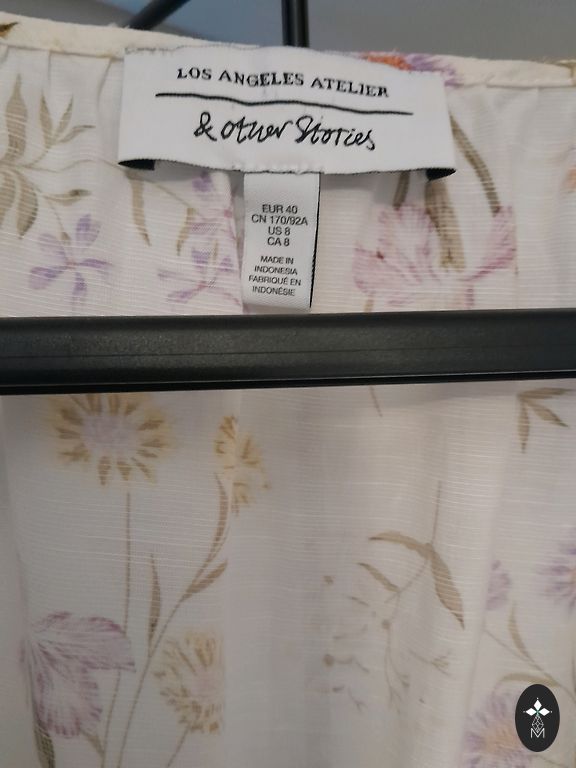 LOS ANGELES ATELIER
& other Stories
EUR 40
CN 170/92A
US 8
CA 8
MADE IN
INDONESIA
FABRIQUÉ EN
INDONÉSIE
M